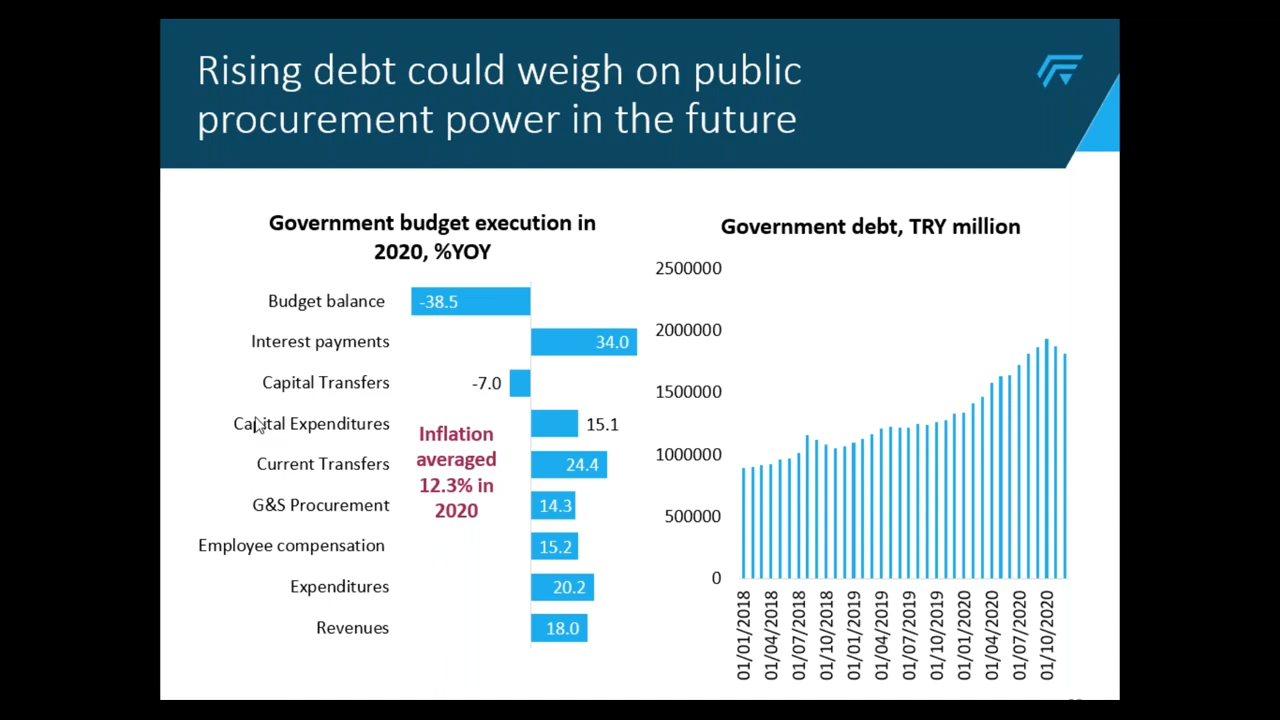 Rising debt could weigh on public
procurement power in the future
Government budget execution in
2020, %YOY
Budget balance
-38.5
Interest payments
34.0
Capital Transfers
-7.0
Capital Expenditures
15.1
Current Transfers
24.4
G&S Procurement
14.3
Employee compensation
15.2
Expenditures
20.2
Revenues
18.0
Inflation
averaged
12.3% in
2020
Government debt, TRY million
2500000
2000000
1500000
1000000
500000
0
01/01/2018
01/04/2018
01/07/2018
01/10/2018
01/01/2019
01/04/2019
01/07/2019
01/10/2019
01/01/2020
01/04/2020
01/07/2020
01/10/2020